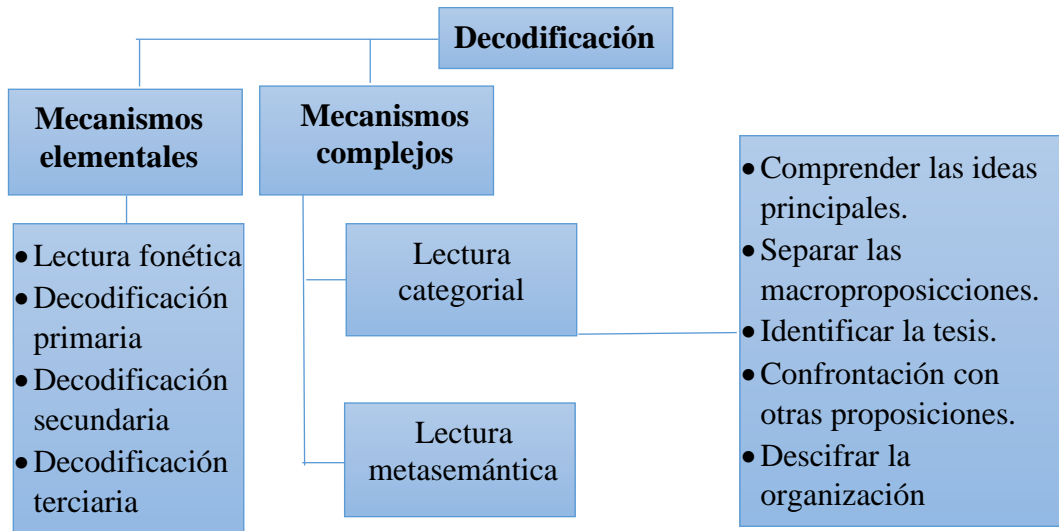 Decodificación
Mecanismos
elementales
Mecanismos
complejos
• Lectura fonética
• Decodificación
primaria
• Decodificación
secundaria
• Decodificación
terciaria
Lectura
categorial
Lectura
metasemántica
• Comprender las ideas
principales.
• Separar las
macroproposicciones.
• Identificar la tesis.
• Confrontación con
otras proposiciones.
• Descifrar la
organización